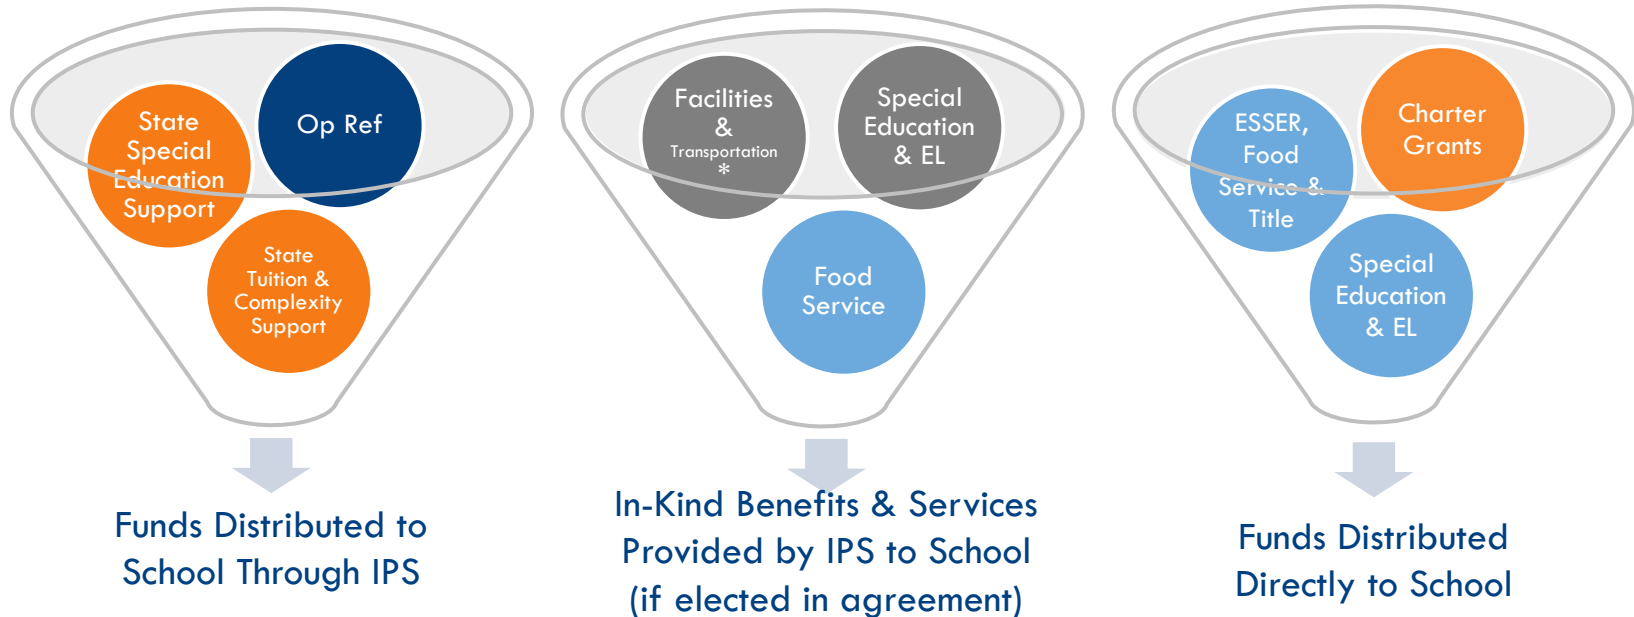 State
Special
Education
Support
Op Ref
State
Tuition &
Complexity
Support
Funds Distributed to
School Through IPS
Facilities
&
Transportation
*
Special
Education
& EL
Food
Service
In-Kind Benefits & Services
Provided by IPS to School
(if elected in agreement)
ESSER,
Food
Service &
Title
Charter
Grants
Special
Education
& EL
Funds Distributed
Directly to School